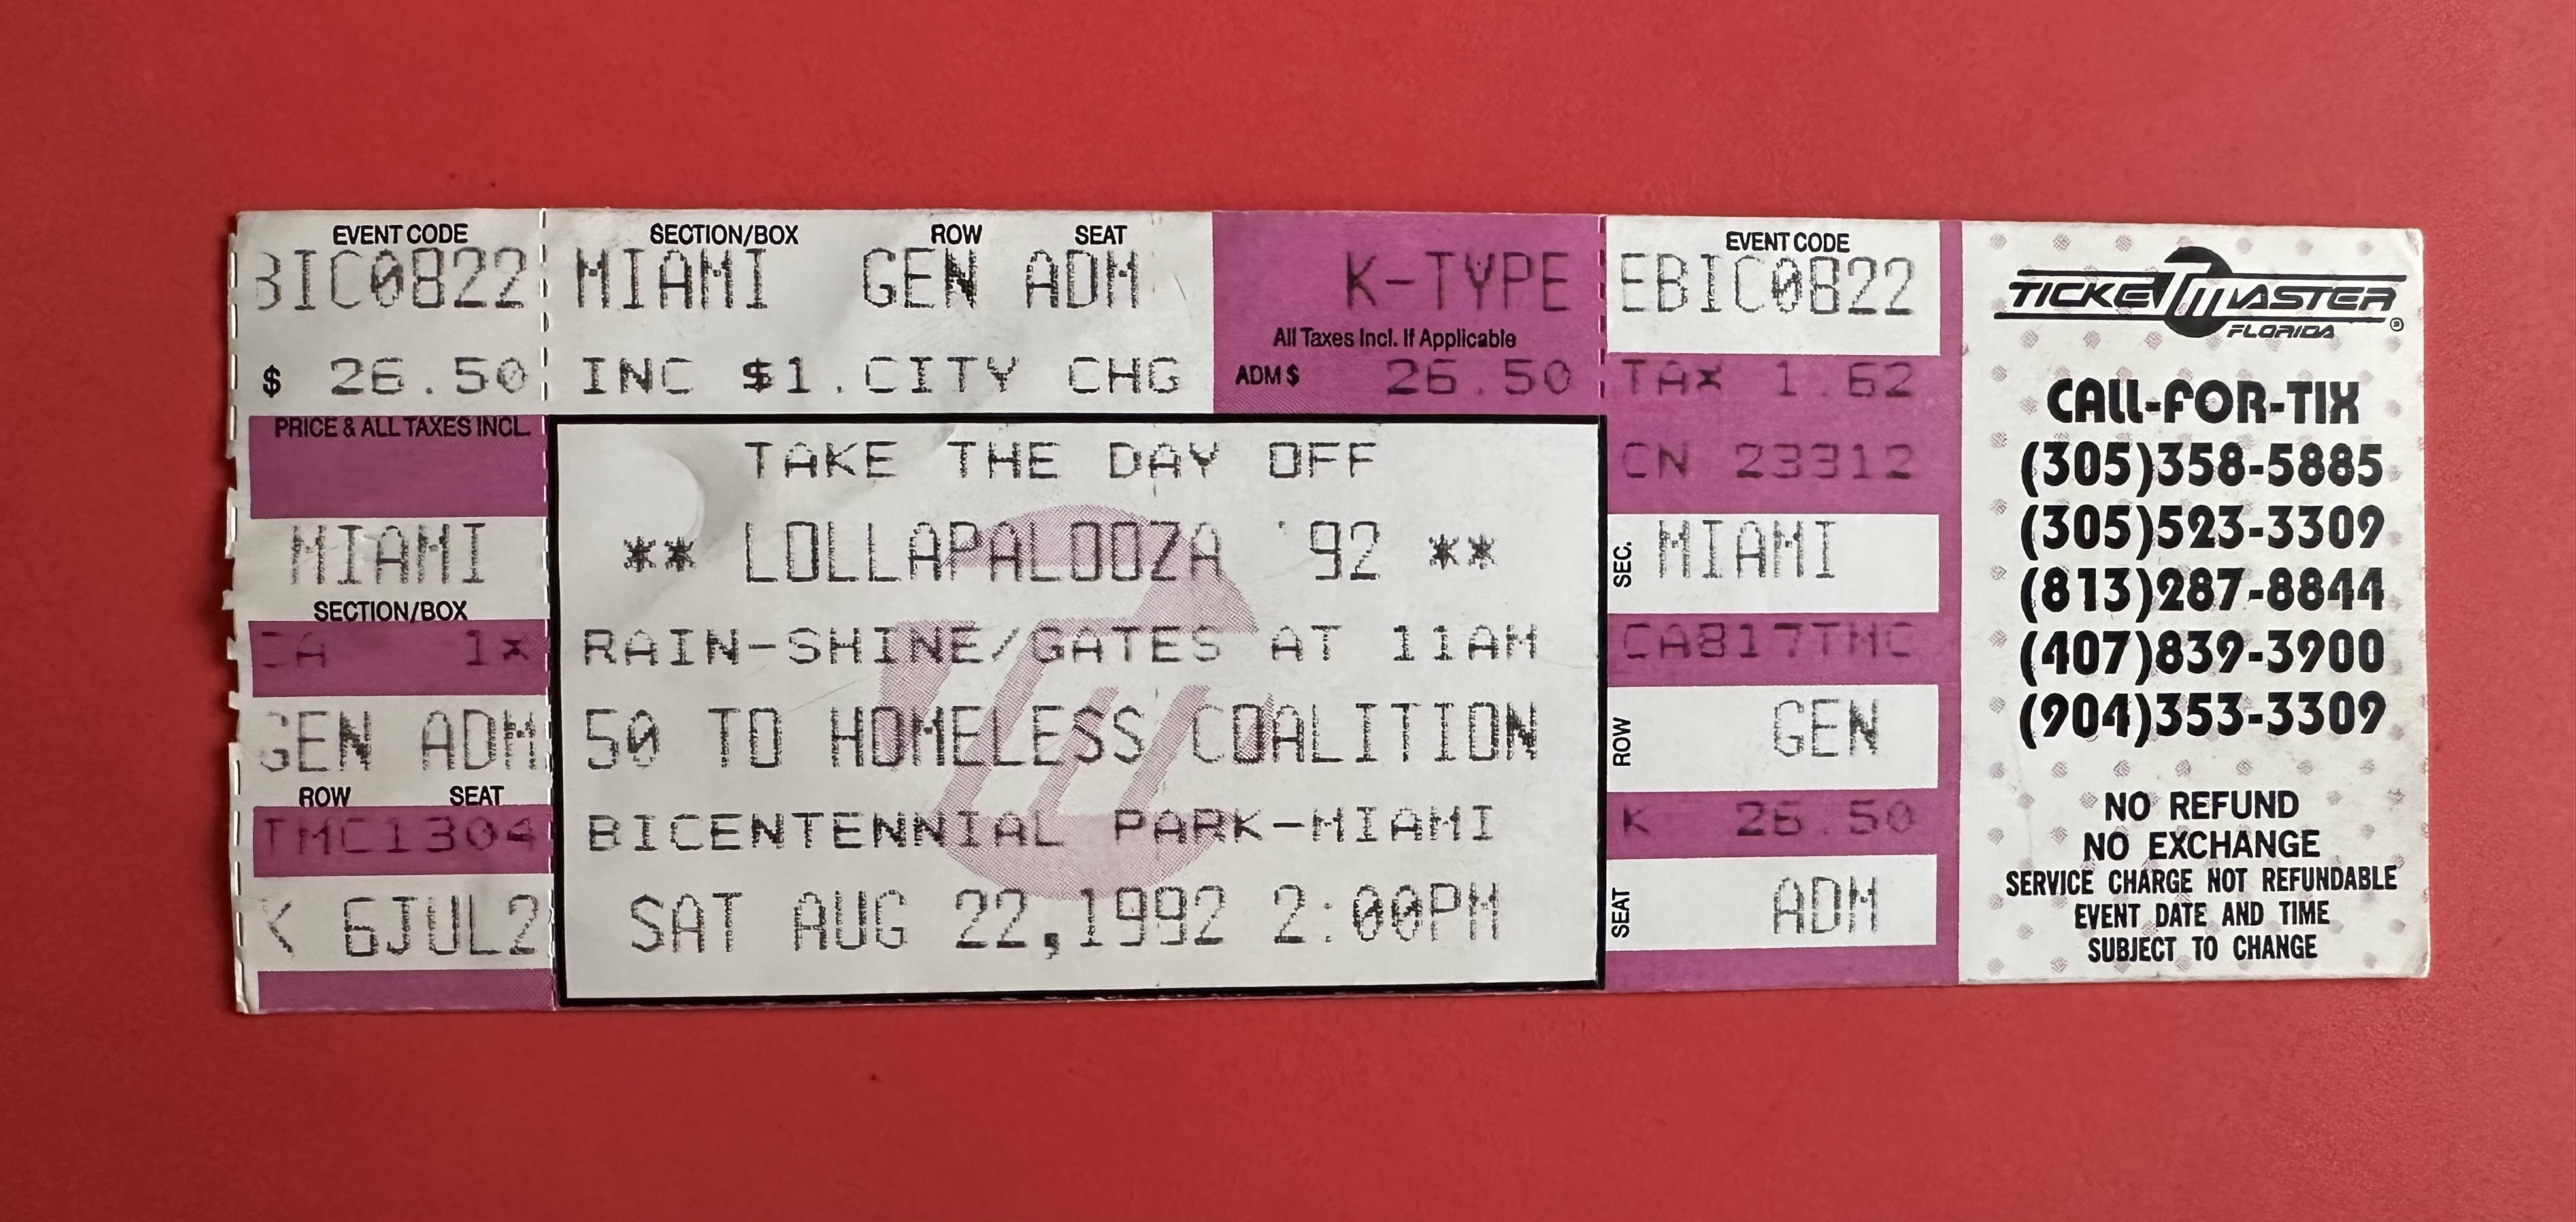 EVENT CODE
BIC0822
$ 26.50
PRICE & ALL TAXES INCL.
MIAMI
SECTION/BOX
CA 1X
GEN ADM
ROW SEAT
TMC1304
K 6JUL2
SECTION/BOX ROW SEAT
MIAMI GEN ADM
K-TYPE
All Taxes Incl. If Applicable
INC $1.CITY CHG
ADM $ 26.50
TAKE THE DAY OFF
** LOLLAPALOOZA '92 **
RAIN-SHINE/GATES AT 11AM
50 TO HOMELESS COALITION
BICENTENNIAL PARK-MIAMI
SAT AUG 22,1992 2:00PM
EVENT CODE
EBIC0822
TAX 1.62
CN 23312
SEC. MIAMI
CA817TMC
ROW GEN
K 26.50
SEAT ADM
TICKETMASTER
FLORIDA
CALL-FOR-TIX
(305)358-5885
(305)523-3309
(813)287-8844
(407)839-3900
(904)353-3309
NO REFUND
NO EXCHANGE
SERVICE CHARGE NOT REFUNDABLE
EVENT DATE AND TIME
SUBJECT TO CHANGE